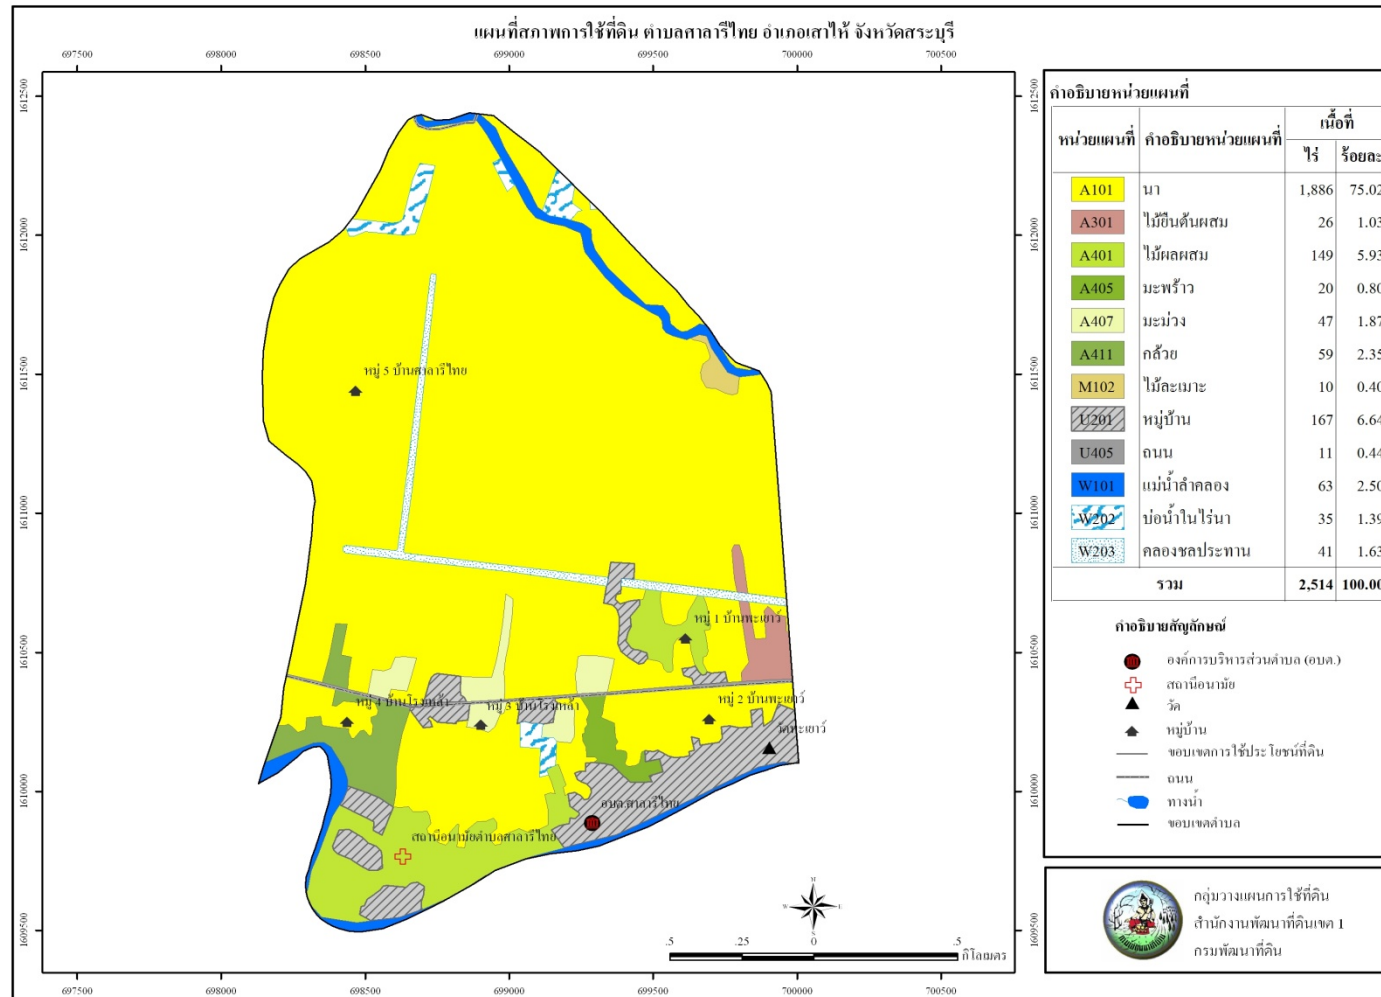 แผนที่สภาพการใช้ที่ดิน ตำบลศาลารีไทย อำเภอเสาไห้ จังหวัดสระบุรี
697500 698000 698500 699000 699500 700000 700500
1612500 1612500
1612000 1612000
1611500 1611500
1611000 1611000
1610500 1610500
1610000 1610000
1609500 1609500
หมู่ 5 บ้านศาลารีไทย
หมู่ 1 บ้านพะเยาว์
หมู่ 4 บ้านโรงเหล้า
หมู่ 3 บ้านโรงเหล้า
หมู่ 2 บ้านพะเยาว์
วัดพะเยาว์
อบต.ศาลารีไทย
สถานีอนามัยตำบลศาลารีไทย
N
W E
S
.5 .25 0 .5
กิโลเมตร
697500 698000 698500 699000 699500 700000 700500
คำอธิบายหน่วยแผนที่
หน่วยแผนที่ คำอธิบายหน่วยแผนที่ เนื้อที่
ไร่ ร้อยละ
A101 นา 1,886 75.02
A301 ไม้ยืนต้นผสม 26 1.03
A401 ไม้ผลผสม 149 5.93
A405 มะพร้าว 20 0.80
A407 มะม่วง 47 1.87
A411 กล้วย 59 2.35
M102 ไม้ละเมาะ 10 0.40
U201 หมู่บ้าน 167 6.64
U405 ถนน 11 0.44
W101 แม่น้ำลำคลอง 63 2.50
W202 บ่อน้ำในไร่นา 35 1.39
W203 คลองชลประทาน 41 1.63
รวม 2,514 100.00
คำอธิบายสัญลักษณ์
องค์การบริหารส่วนตำบล (อบต.)
สถานีอนามัย
วัด
หมู่บ้าน
ขอบเขตการใช้ประโยชน์ที่ดิน
ถนน
ทางน้ำ
ขอบเขตตำบล
กลุ่มวางแผนการใช้ที่ดิน
สำนักงานพัฒนาที่ดินเขต 1
กรมพัฒนาที่ดิน